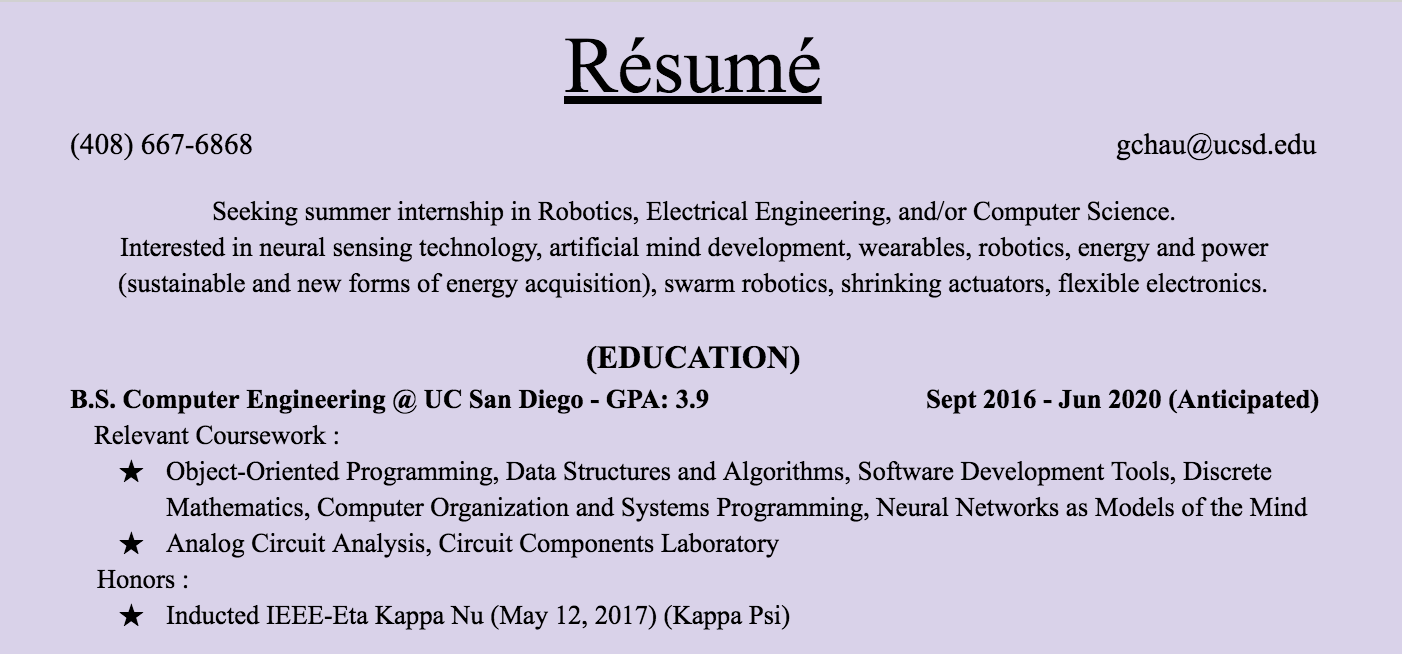 Résumé
(408) 667-6868 gchau@ucsd.edu
Seeking summer internship in Robotics, Electrical Engineering, and/or Computer Science.
Interested in neural sensing technology, artificial mind development, wearables, robotics, energy and power
(sustainable and new forms of energy acquisition), swarm robotics, shrinking actuators, flexible electronics.
(EDUCATION)
B.S. Computer Engineering @ UC San Diego - GPA: 3.9 Sept 2016 - Jun 2020 (Anticipated)
Relevant Coursework :
★ Object-Oriented Programming, Data Structures and Algorithms, Software Development Tools, Discrete
Mathematics, Computer Organization and Systems Programming, Neural Networks as Models of the Mind
★ Analog Circuit Analysis, Circuit Components Laboratory
Honors :
★ Inducted IEEE-Eta Kappa Nu (May 12, 2017) (Kappa Psi)